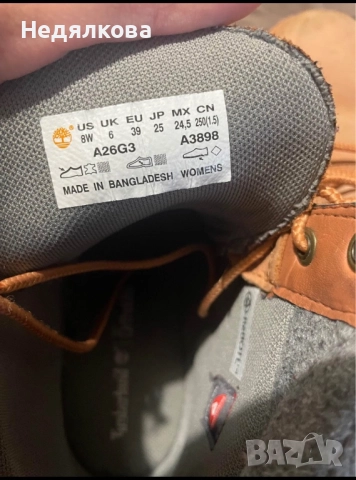 Недялкова
US UK EU JP MX CN
8W 6 39 25 24,5 250(1.5)
A26G3 A3898
MADE IN BANGLADESH WOMENS
Timberland
bazar